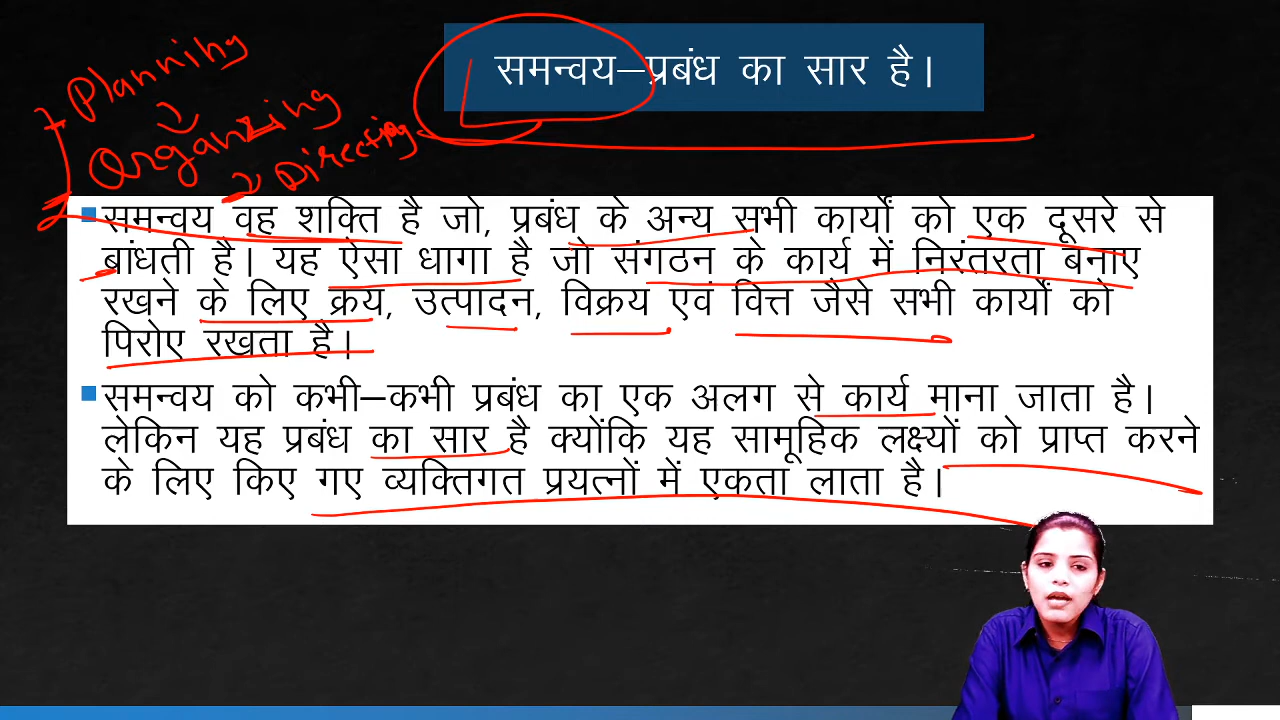 समन्वय–प्रबंध का सार है।
Planning
Organzing
Directing
समन्वय वह शक्ति है जो, प्रबंध के अन्य सभी कार्यों को एक दूसरे से
बांधती है। यह ऐसा धागा है जो संगठन के कार्य में निरंतरता बनाए
रखने के लिए क्रय, उत्पादन, विक्रय एवं वित्त जैसे सभी कार्यों को
पिरोए रखता है।
समन्वय को कभी–कभी प्रबंध का एक अलग से कार्य माना जाता है।
लेकिन यह प्रबंध का सार है क्योंकि यह सामूहिक लक्ष्यों को प्राप्त करने
के लिए किए गए व्यक्तिगत प्रयत्नों में एकता लाता है।